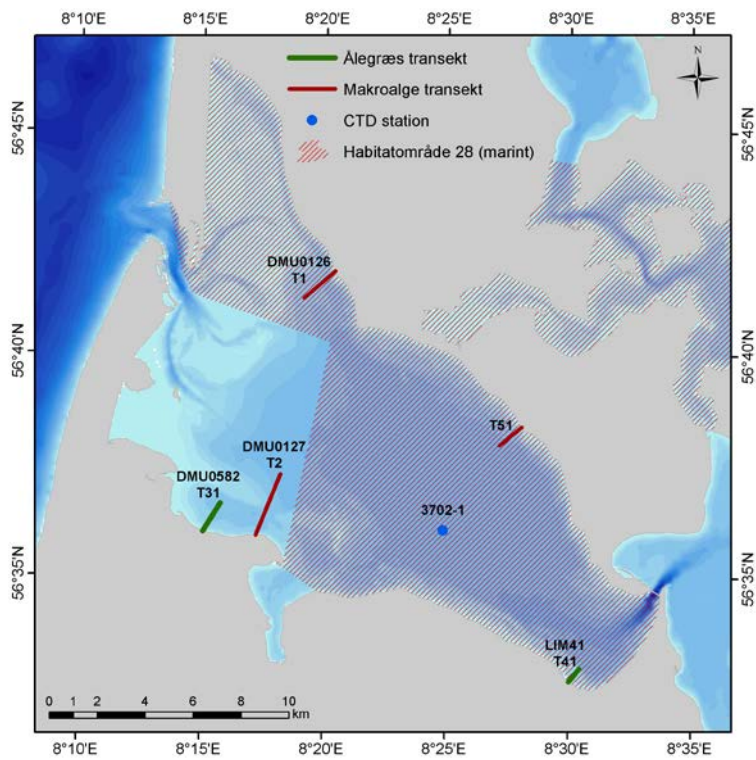 8°10'E 8°15'E 8°20'E 8°25'E 8°30'E 8°35'E
Ålegræs transekt
Makroalge transekt
CTD station
Habitatområde 28 (marint)
N
56°45'N
56°45'N
DMU0126
T1
56°40'N
56°40'N
T51
DMU0127
T2
DMU0582
T31
3702-1
56°35'N
56°35'N
LIM41
T41
0 1 2 4 6 8 10
km
8°10'E 8°15'E 8°20'E 8°25'E 8°30'E 8°35'E